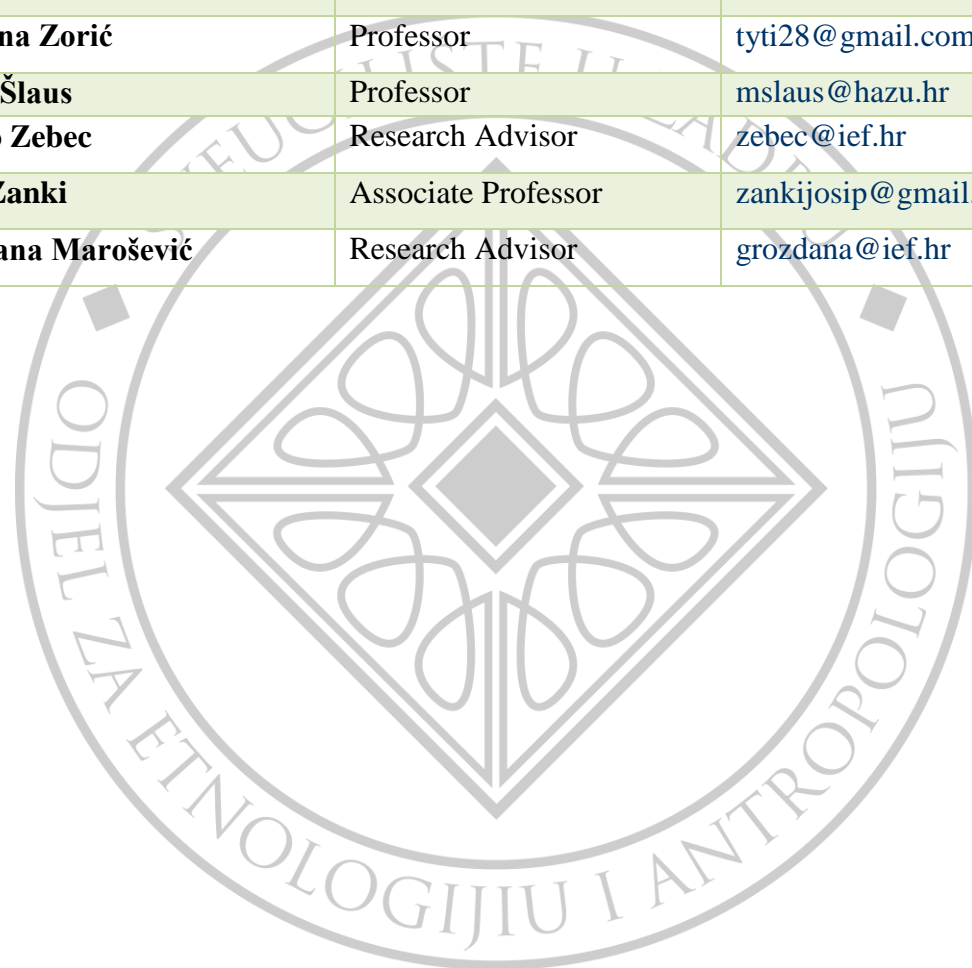 na Zorić Professor tyti28@gmail.com
Šlaus Professor mslaus@hazu.hr
Zebec Research Advisor zebec@ief.hr
Zanki Associate Professor zankijosip@gmail.
ana Marošević Research Advisor grozdana@ief.hr
ODJEL ZA ETNOLOGIJIU I ANTROPOLOGIJU